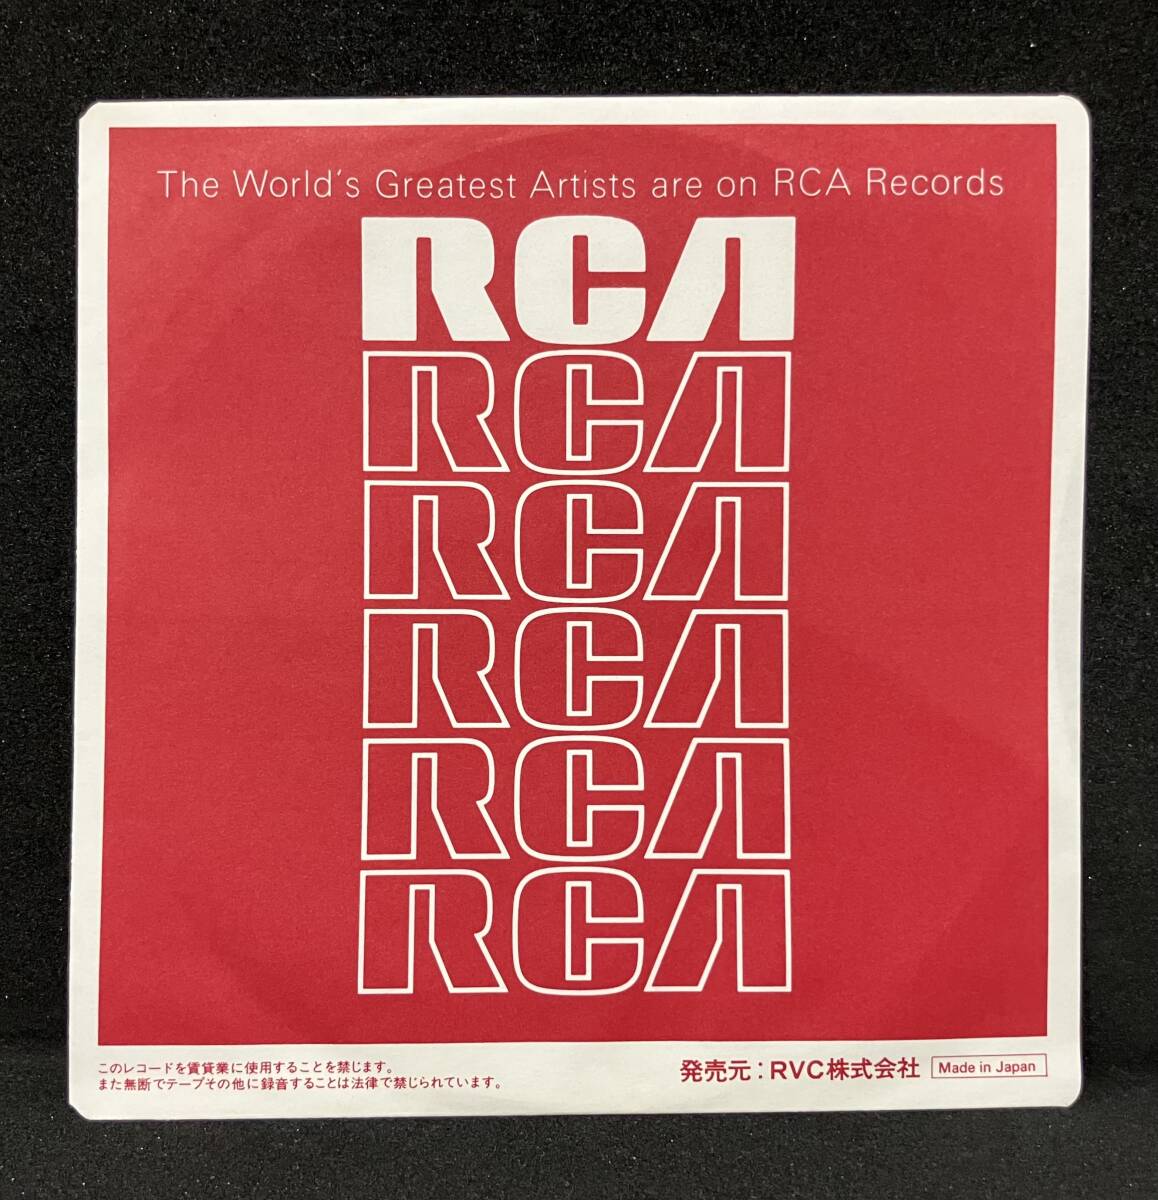 The World's Greatest Artists are on RCA Records
RCA
RCA
RCA
RCA
RCA
RCA
このレコードを賃貸業に使用することを禁じます。
また無断でテープその他に録音することは法律で禁じられています。
発売元：RVC株式会社
Made in Japan